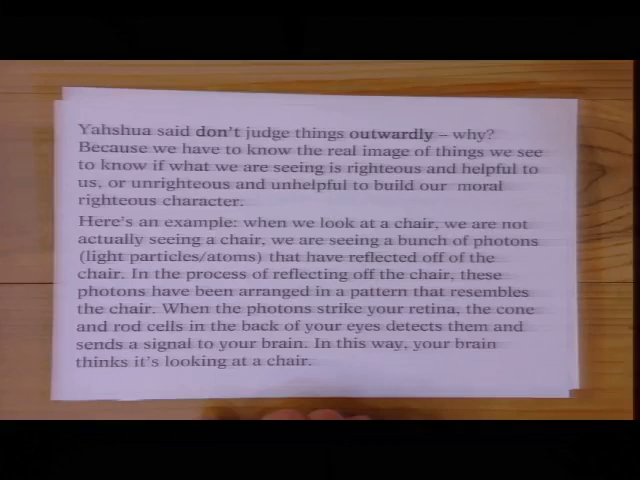 Yahshua said don't judge things outwardly – why?
Because we have to know the real image of things we see
to know if what we are seeing is righteous and helpful to
us, or unrighteous and unhelpful to build our moral
righteous character.
Here's an example: when we look at a chair, we are not
actually seeing a chair, we are seeing a bunch of photons
(light particles/atoms) that have reflected off of the
chair. In the process of reflecting off the chair, these
photons have been arranged in a pattern that resembles
the chair. When the photons strike your retina, the cone
and rod cells in the back of your eyes detects them and
sends a signal to your brain. In this way, your brain
thinks it's looking at a chair.